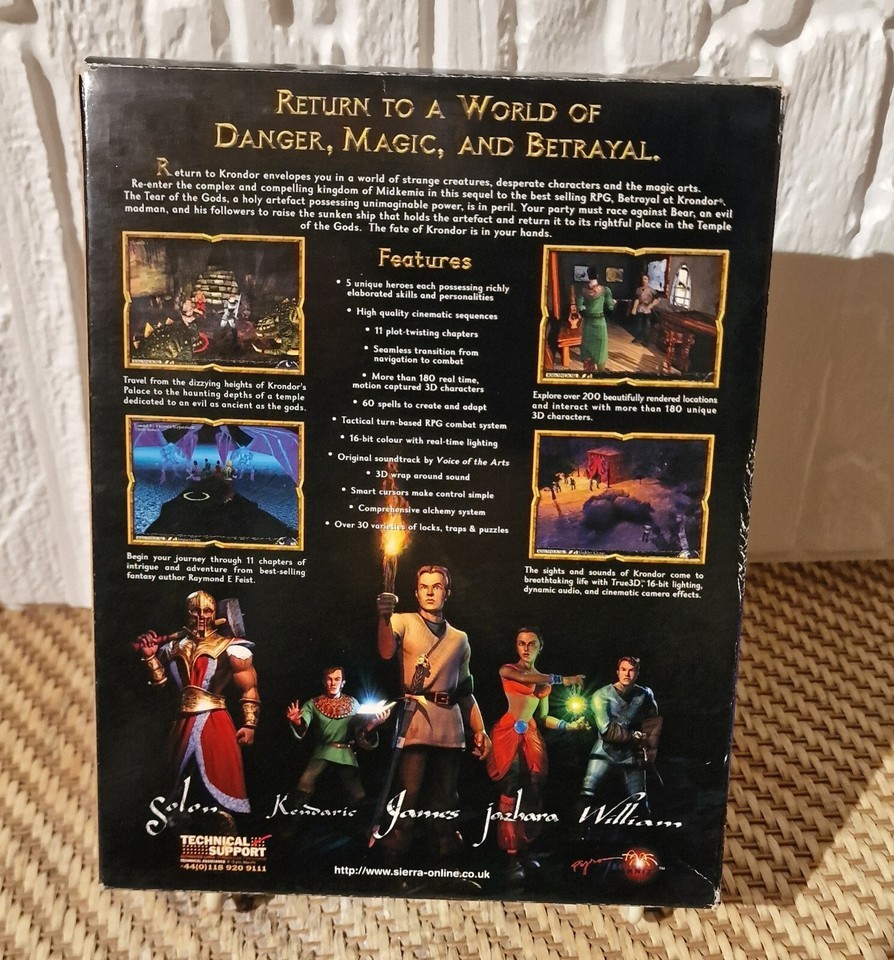 RETURN TO A WORLD OF
DANGER, MAGIC, AND BETRAYAL.
Return to Krondor envelopes you in a world of strange creatures, desperate characters and the magic arts.
Re-enter the complex and compelling kingdom of Midkemia in this sequel to the best selling RPG, Betrayal at Krondor®.
The Tear of the Gods, a holy artefact possessing unimaginable power, is in peril. Your party must race against Bear, an evil
madman, and his followers to raise the sunken ship that holds the artefact and return it to its rightful place in the Temple
of the Gods. The fate of Krondor is in your hands.
Features
• 5 unique heroes each possessing richly
elaborated skills and personalities
• High quality cinematic sequences
• 11 plot-twisting chapters
• Seamless transition from
navigation to combat
• More than 180 real time,
motion captured 3D characters
• 60 spells to create and adapt
• Tactical turn-based RPG combat system
• 16-bit colour with real-time lighting
• Original soundtrack by Voice of the Arts
• 3D wrap around sound
• Smart cursors make control simple
• Comprehensive alchemy system
• Over 30 varieties of locks, traps & puzzles
Travel from the dizzying heights of Krondor's
Palace to the haunting depths of a temple
dedicated to an evil as ancient as the gods.
Begin your journey through 11 chapters of
intrigue and adventure from best-selling
fantasy author Raymond E Feist.
Explore over 200 beautifully rendered locations
and interact with more than 180 unique
3D characters.
The sights and sounds of Krondor come to
breathtaking life with True3D,™ 16-bit lighting,
dynamic audio, and cinematic camera effects.
Solon
Kendaric
James
Jazhara
William
TECHNICAL
SUPPORT
44(0)118 920 9111
http://www.sierra-online.co.uk